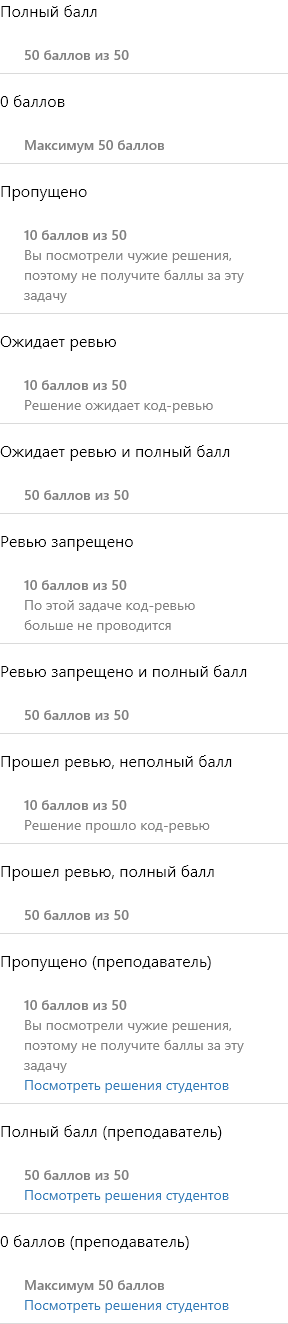 Полный балл
50 баллов из 50
0 баллов
Максимум 50 баллов
Пропущено
10 баллов из 50
Вы посмотрели чужие решения,
поэтому не получите баллы за эту
задачу
Ожидает ревью
10 баллов из 50
Решение ожидает код-ревью
Ожидает ревью и полный балл
50 баллов из 50
Ревью запрещено
10 баллов из 50
По этой задаче код-ревью
больше не проводится
Ревью запрещено и полный балл
50 баллов из 50
Прошел ревью, неполный балл
10 баллов из 50
Решение прошло код-ревью
Прошел ревью, полный балл
50 баллов из 50
Пропущено (преподаватель)
10 баллов из 50
Вы посмотрели чужие решения,
поэтому не получите баллы за эту
задачу
Посмотреть решения студентов
Полный балл (преподаватель)
50 баллов из 50
Посмотреть решения студентов
0 баллов (преподаватель)
Максимум 50 баллов
Посмотреть решения студентов